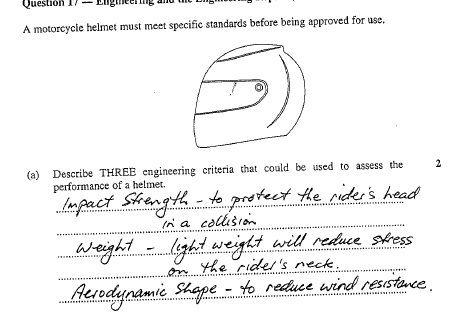 Question 17 — Engineering and the Engineering
A motorcycle helmet must meet specific standards before being approved for use.
(a) Describe THREE engineering criteria that could be used to assess the 2
performance of a helmet.
Impact Strength - to protect the rider's head
in a collision
Weight - light weight will reduce stress
on the rider's neck.
Aerodynamic Shape - to reduce wind resistance.